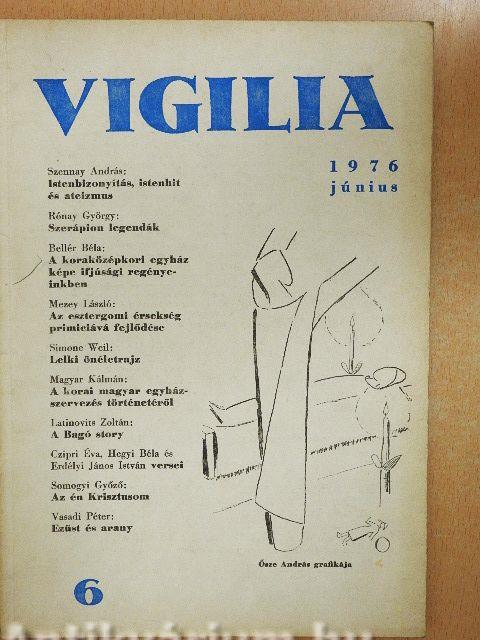 VIGILIA
1976
június
Szennay András:
Istenbizonyítás, istenhit
és ateizmus
Rónay György:
Szerápion legendák
Bellér Béla:
A koraközépkori egyház
képe ifjúsági regénye-
inkben
Mezey László:
Az esztergomi érsekség
primiciává fejlődése
Simone Weil:
Lelki önéletrajz
Magyar Kálmán:
A korai magyar egyház-
szervezés történetéről
Latinovits Zoltán:
A Bagó story
Czipri Éva, Hegyi Béla és
Erdélyi János István versei
Somogyi Győző:
Az én Krisztusom
Vasadi Péter:
Ezüst és arany
Ősze András grafikája
6
Antikvárium.hu